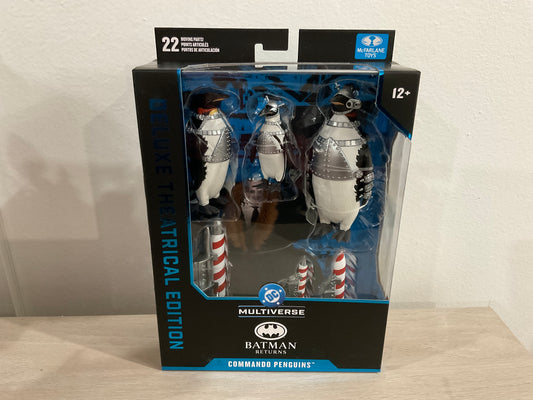 22 MOVING PARTS!
POINTS ARTICULÉS
PUNTOS DE ARTICULACIÓN
McFARLANE
TOYS
12+
DELUXE THEATRICAL EDITION
DC
MULTIVERSE
BATMAN
RETURNS
COMMANDO PENGUINS™